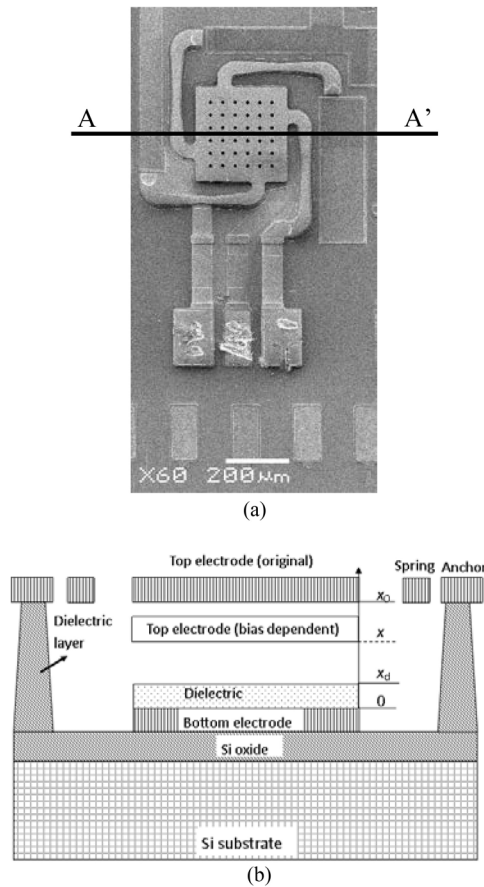 A A'
X60 200µm
(a)
Top electrode (original)
Spring
Anchor
x₀
Dielectric
layer
Top electrode (bias dependent)
x
x_d
Dielectric
0
Bottom electrode
Si oxide
Si substrate
(b)